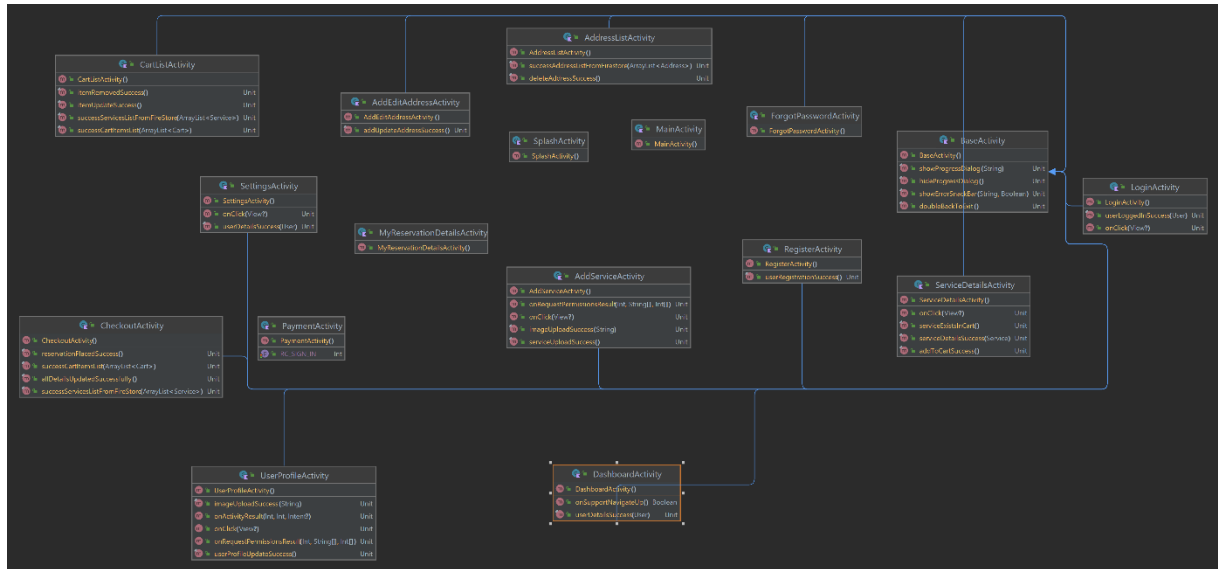 AddressListActivity
AddressListActivity()
successAddressListFromFirestore(ArrayList<Address>) Unit
deleteAddressSuccess() Unit
CartListActivity
CartListActivity()
itemRemovedSuccess() Unit
itemUpdateSuccess() Unit
successServicesListFromFireStore(ArrayList<Service>) Unit
successCartItemsList(ArrayList<Cart>) Unit
AddEditAddressActivity
AddEditAddressActivity()
addUpdateAddressSuccess() Unit
ForgotPasswordActivity
ForgotPasswordActivity()
SplashActivity
SplashActivity()
MainActivity
MainActivity()
BaseActivity
BaseActivity()
showProgressDialog(String) Unit
hideProgressDialog() Unit
showErrorSnackBar(String, Boolean) Unit
doubleBackToExit() Unit
LoginActivity
LoginActivity()
userLoggedInSuccess(User) Unit
onClick(View?) Unit
SettingsActivity
SettingsActivity()
onClick(View?) Unit
userDetailsSuccess(User) Unit
MyReservationDetailsActivity
MyReservationDetailsActivity()
RegisterActivity
RegisterActivity()
userRegistrationSuccess() Unit
AddServiceActivity
AddServiceActivity()
onRequestPermissionsResult(Int, String[], Int[]) Unit
onClick(View?) Unit
imageUploadSuccess(String) Unit
serviceUploadSuccess() Unit
ServiceDetailsActivity
ServiceDetailsActivity()
onClick(View?) Unit
serviceExistsInCart() Unit
serviceDetailsSuccess(Service) Unit
addToCartSuccess() Unit
CheckoutActivity
CheckoutActivity()
reservationPlacedSuccess() Unit
successCartItemsList(ArrayList<Cart>) Unit
allDetailsUpdatedSuccessfully() Unit
successServicesListFromFireStore(ArrayList<Service>) Unit
PaymentActivity
PaymentActivity()
RC_SIGN_IN Int
UserProfileActivity
UserProfileActivity()
imageUploadSuccess(String) Unit
onActivityResult(Int, Int, Intent?) Unit
onClick(View?) Unit
onRequestPermissionsResult(Int, String[], Int[]) Unit
userProfileUpdateSuccess() Unit
DashboardActivity
DashboardActivity()
onSupportNavigateUp() Boolean
userDetailsSuccess(User) Unit